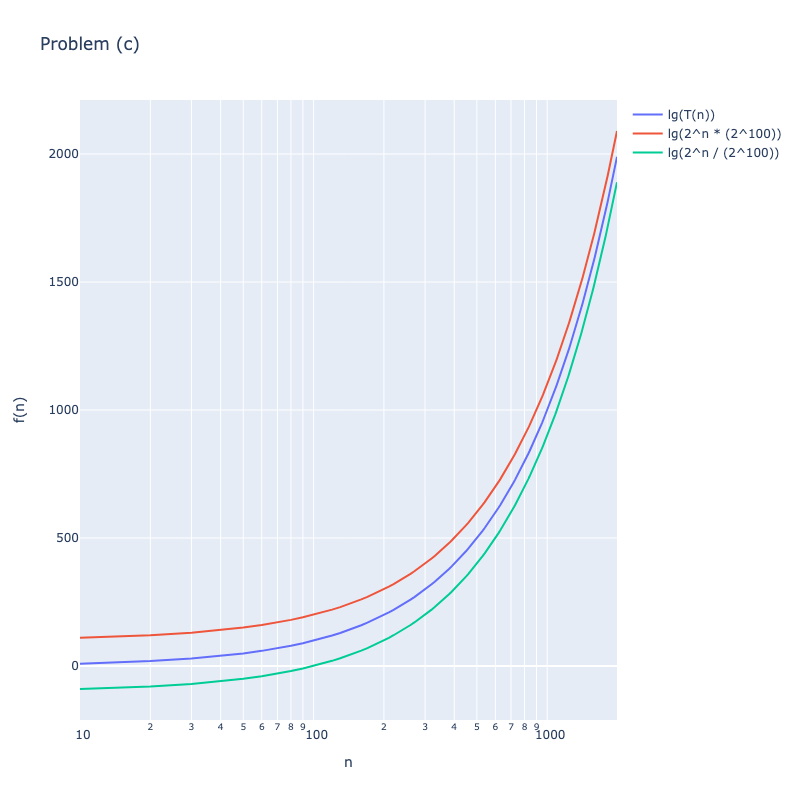 Problem (c)
lg(T(n))
lg(2^n * (2^100))
lg(2^n / (2^100))
2000
1500
1000
500
0
f(n)
2 3 4 5 6 7 8 9 2 3 4 5 6 7 8 9
10 100 1000
n